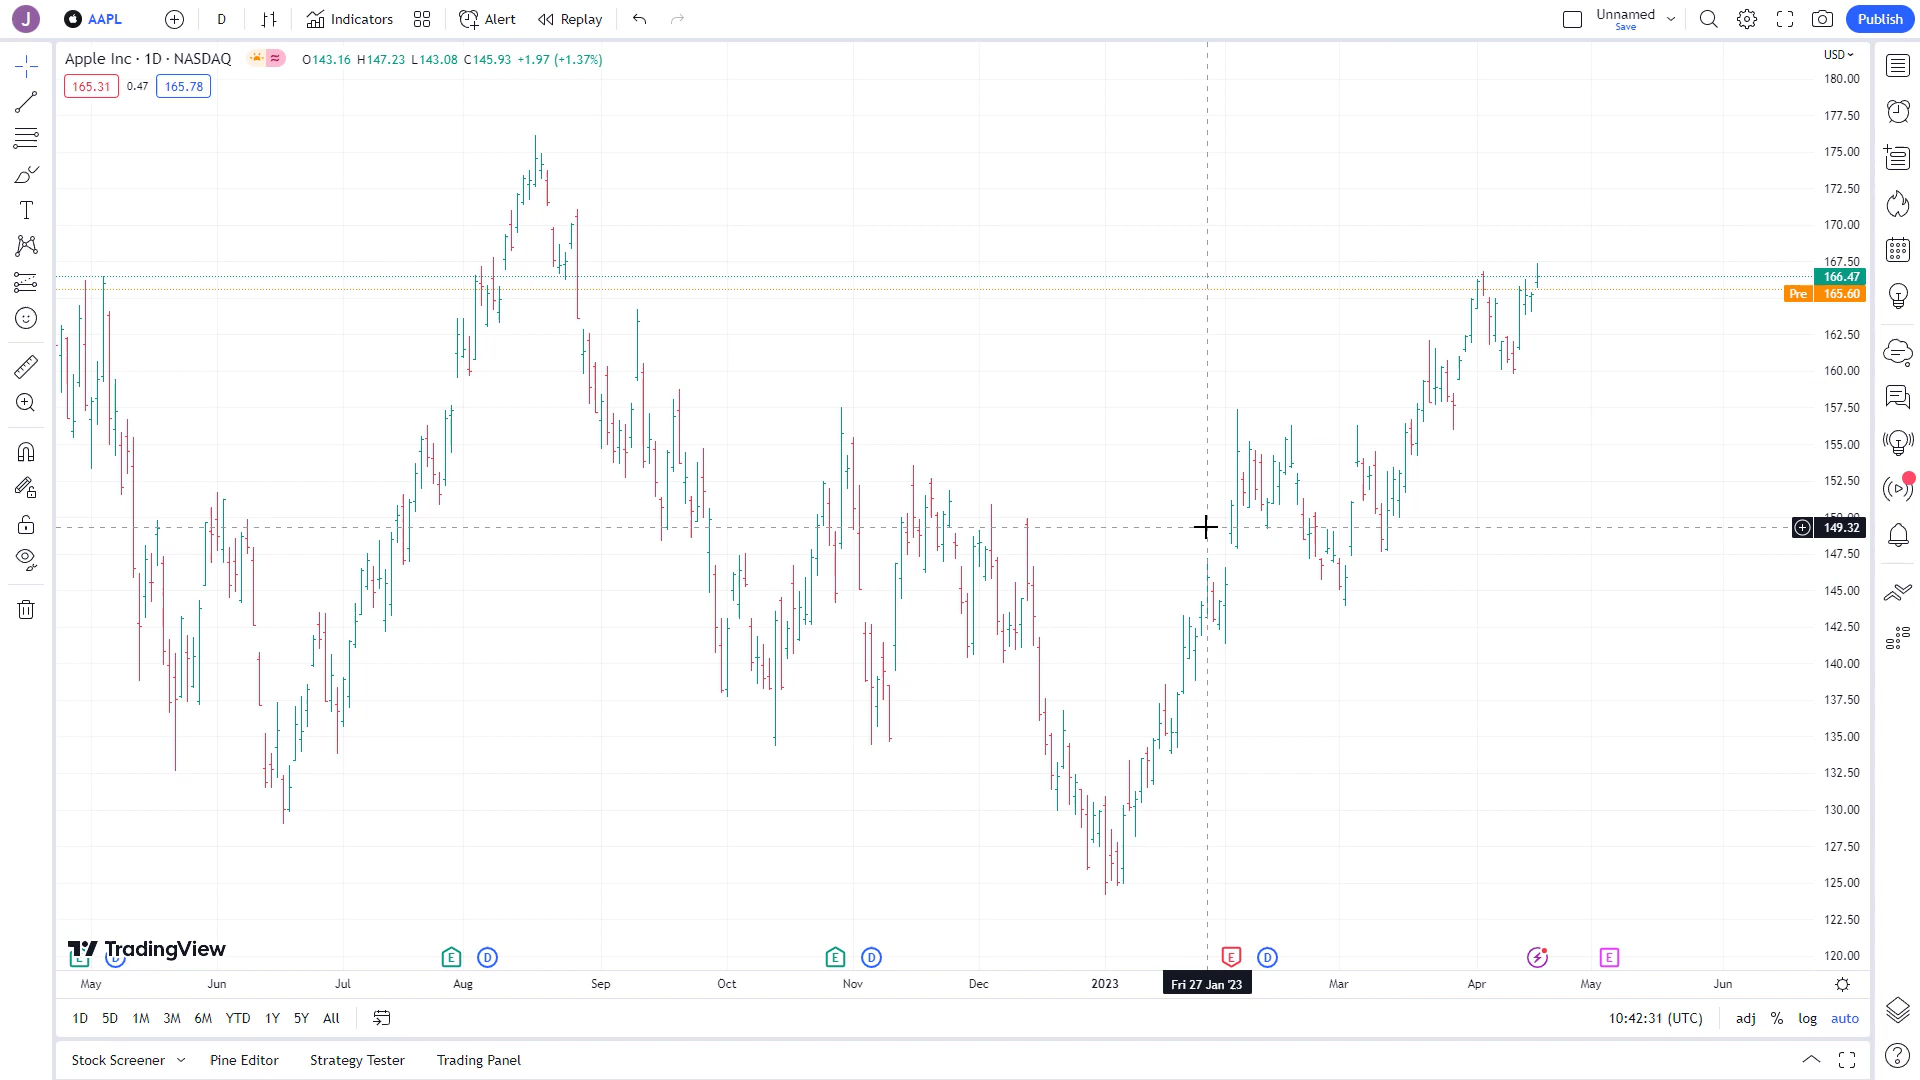 J AAPL D Indicators Alert Replay Unnamed Save Publish
Apple Inc · 1D · NASDAQ O143.16 H147.23 L143.08 C145.93 +1.97 (+1.37%)
165.31 0.47 165.78
USD
180.00
177.50
175.00
172.50
170.00
167.50
166.47
Pre 165.60
162.50
160.00
157.50
155.00
152.50
150.00
149.32
147.50
145.00
142.50
140.00
137.50
135.00
132.50
130.00
127.50
125.00
122.50
120.00
TradingView
E D E D E D E D E
May Jun Jul Aug Sep Oct Nov Dec 2023 Fri 27 Jan '23 Mar Apr May Jun
1D 5D 1M 3M 6M YTD 1Y 5Y All 10:42:31 (UTC) adj % log auto
Stock Screener Pine Editor Strategy Tester Trading Panel